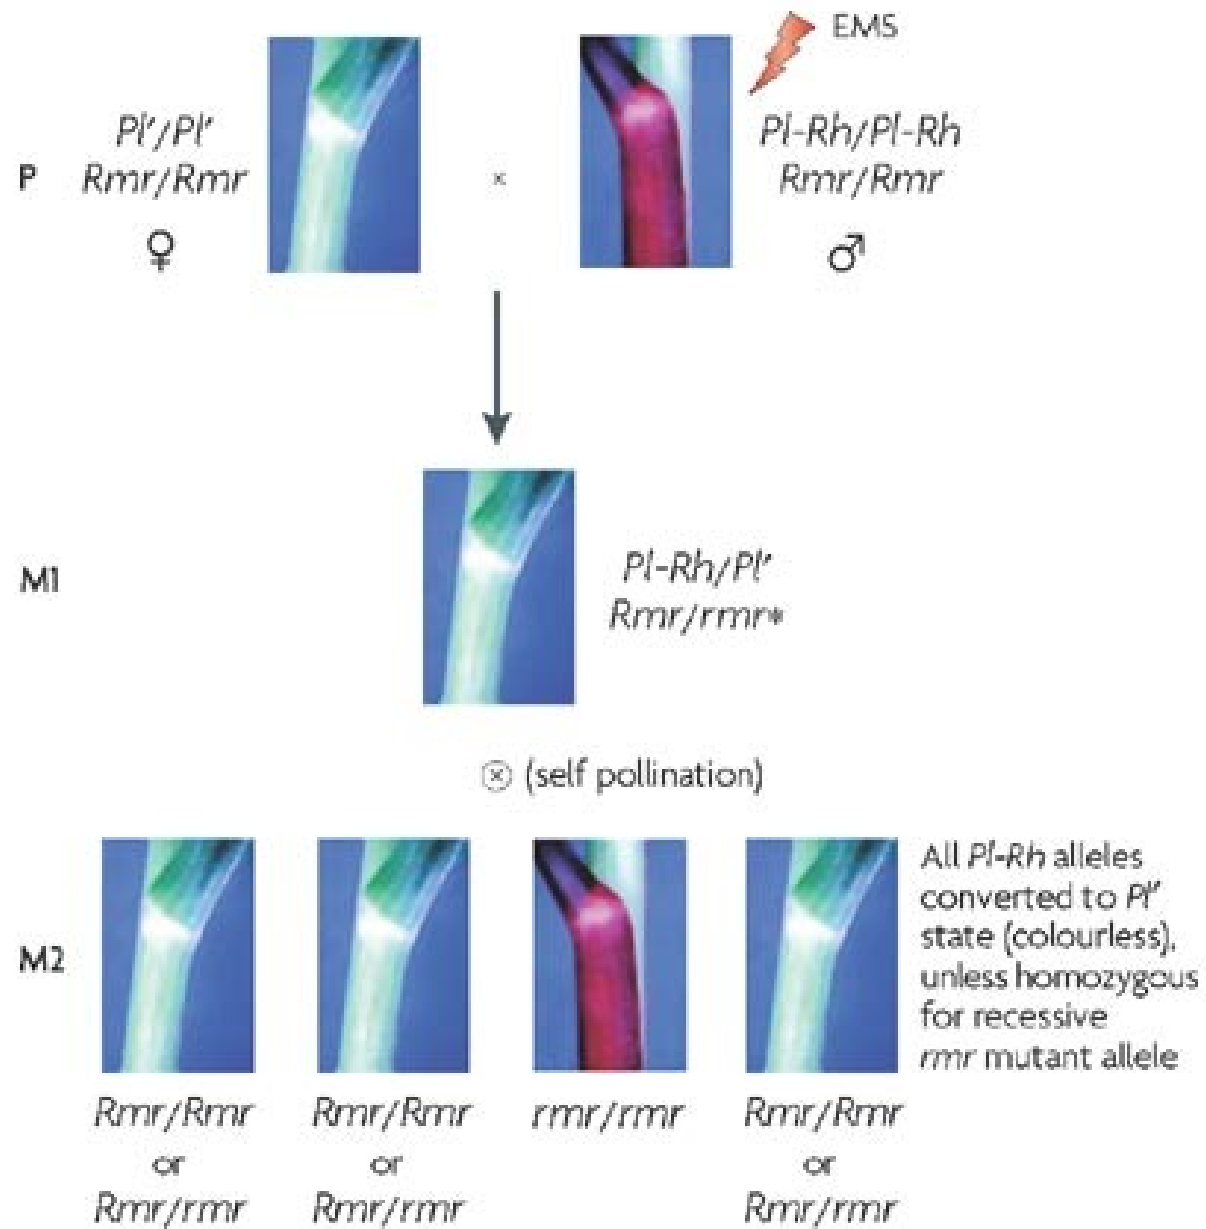 EMS
P
Pl′/Pl′
Rmr/Rmr
♀
×
Pl-Rh/Pl-Rh
Rmr/Rmr
♂
M1
Pl-Rh/Pl′
Rmr/rmr*
⊗ (self pollination)
M2
All Pl-Rh alleles
converted to Pl′
state (colourless),
unless homozygous
for recessive
rmr mutant allele
Rmr/Rmr
or
Rmr/rmr
Rmr/Rmr
or
Rmr/rmr
rmr/rmr
Rmr/Rmr
or
Rmr/rmr